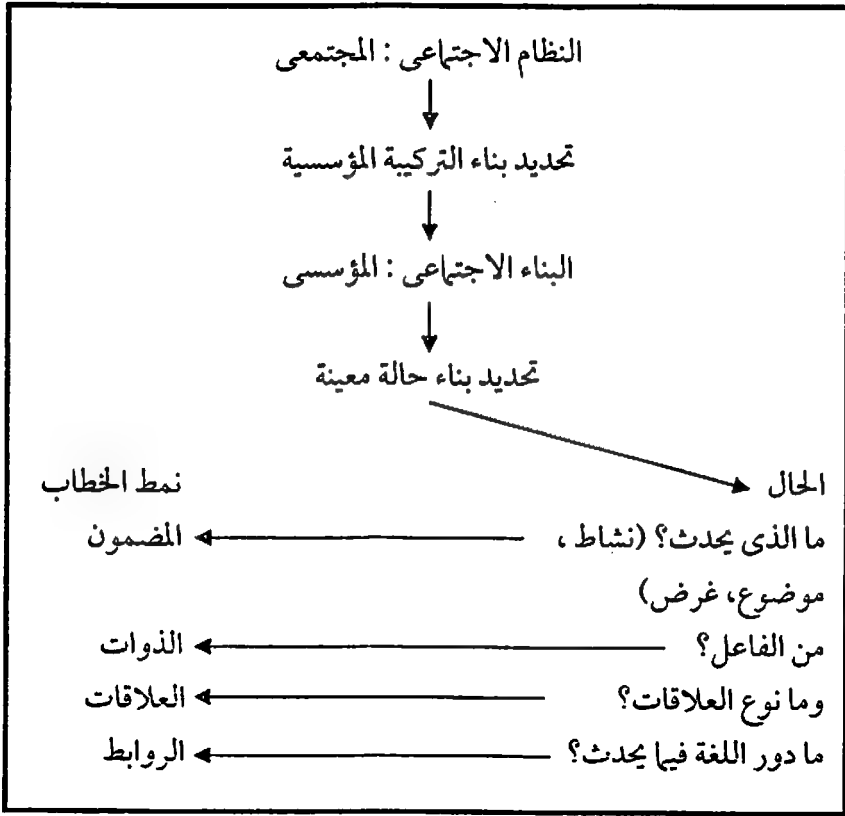 النظام الاجتماعى : المجتمعى
تحديد بناء التركيبة المؤسسية
البناء الاجتماعى : المؤسسى
تحديد بناء حالة معينة
الحال نمط الخطاب
ما الذى يحدث؟ (نشاط ، المضمون
موضوع، غرض)
من الفاعل؟ الذوات
وما نوع العلاقات؟ العلاقات
ما دور اللغة فيما يحدث؟ الروابط